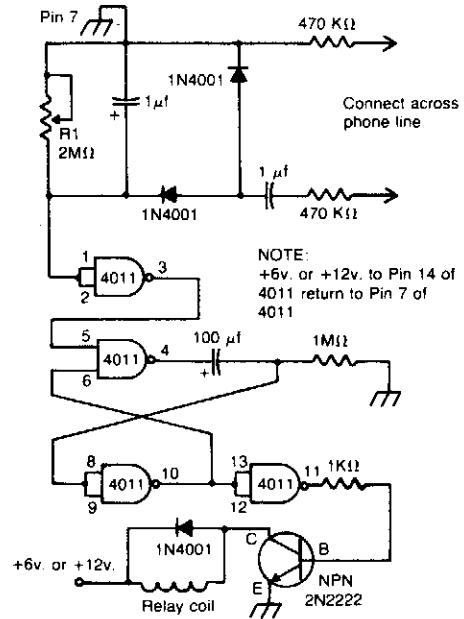 Pin 7
470 KΩ
1N4001
1μf
+
Connect across
phone line
R1
2MΩ
1 μf
1N4001
470 KΩ
NOTE:
+6v. or +12v. to Pin 14 of
4011 return to Pin 7 of
4011
1
2
4011
3
5
6
4011
4
100 μf
+
1MΩ
8
9
4011
10
13
12
4011
11
1KΩ
1N4001
C
B
E
NPN
2N2222
+6v. or +12v.
Relay coil